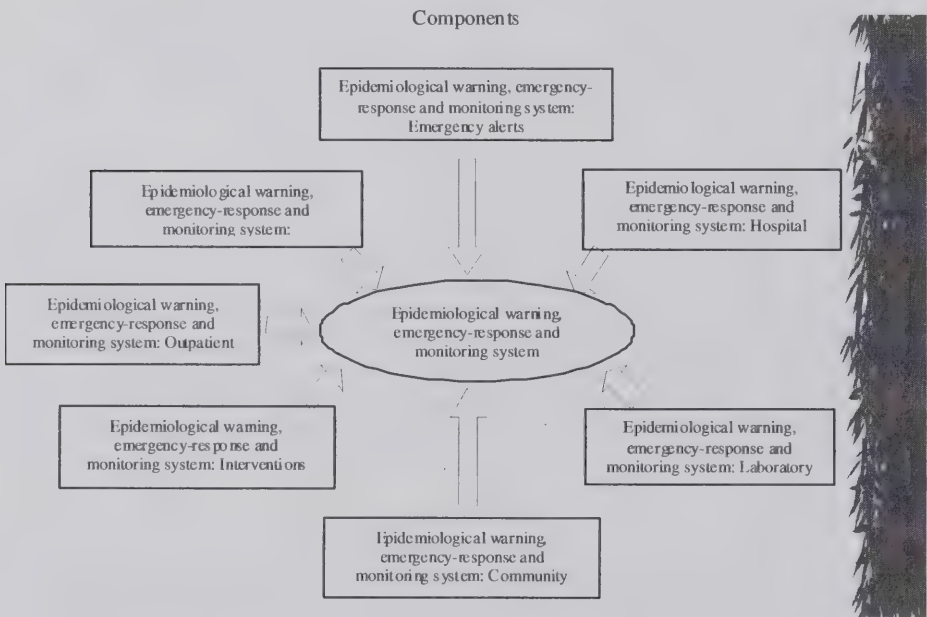 Components
Epidemiological warning, emergency-
response and monitoring system:
Emergency alerts
Epidemiological warning,
emergency-response and
monitoring system:
Epidemiological warning,
emergency-response and
monitoring system: Hospital
Epidemiological warning,
emergency-response and
monitoring system: Outpatient
Epidemiological warning,
emergency-response and
monitoring system
Epidemiological warning,
emergency-response and
monitoring system: Interventions
Epidemiological warning,
emergency-response and
monitoring system: Laboratory
Epidemiological warning,
emergency-response and
monitoring system: Community